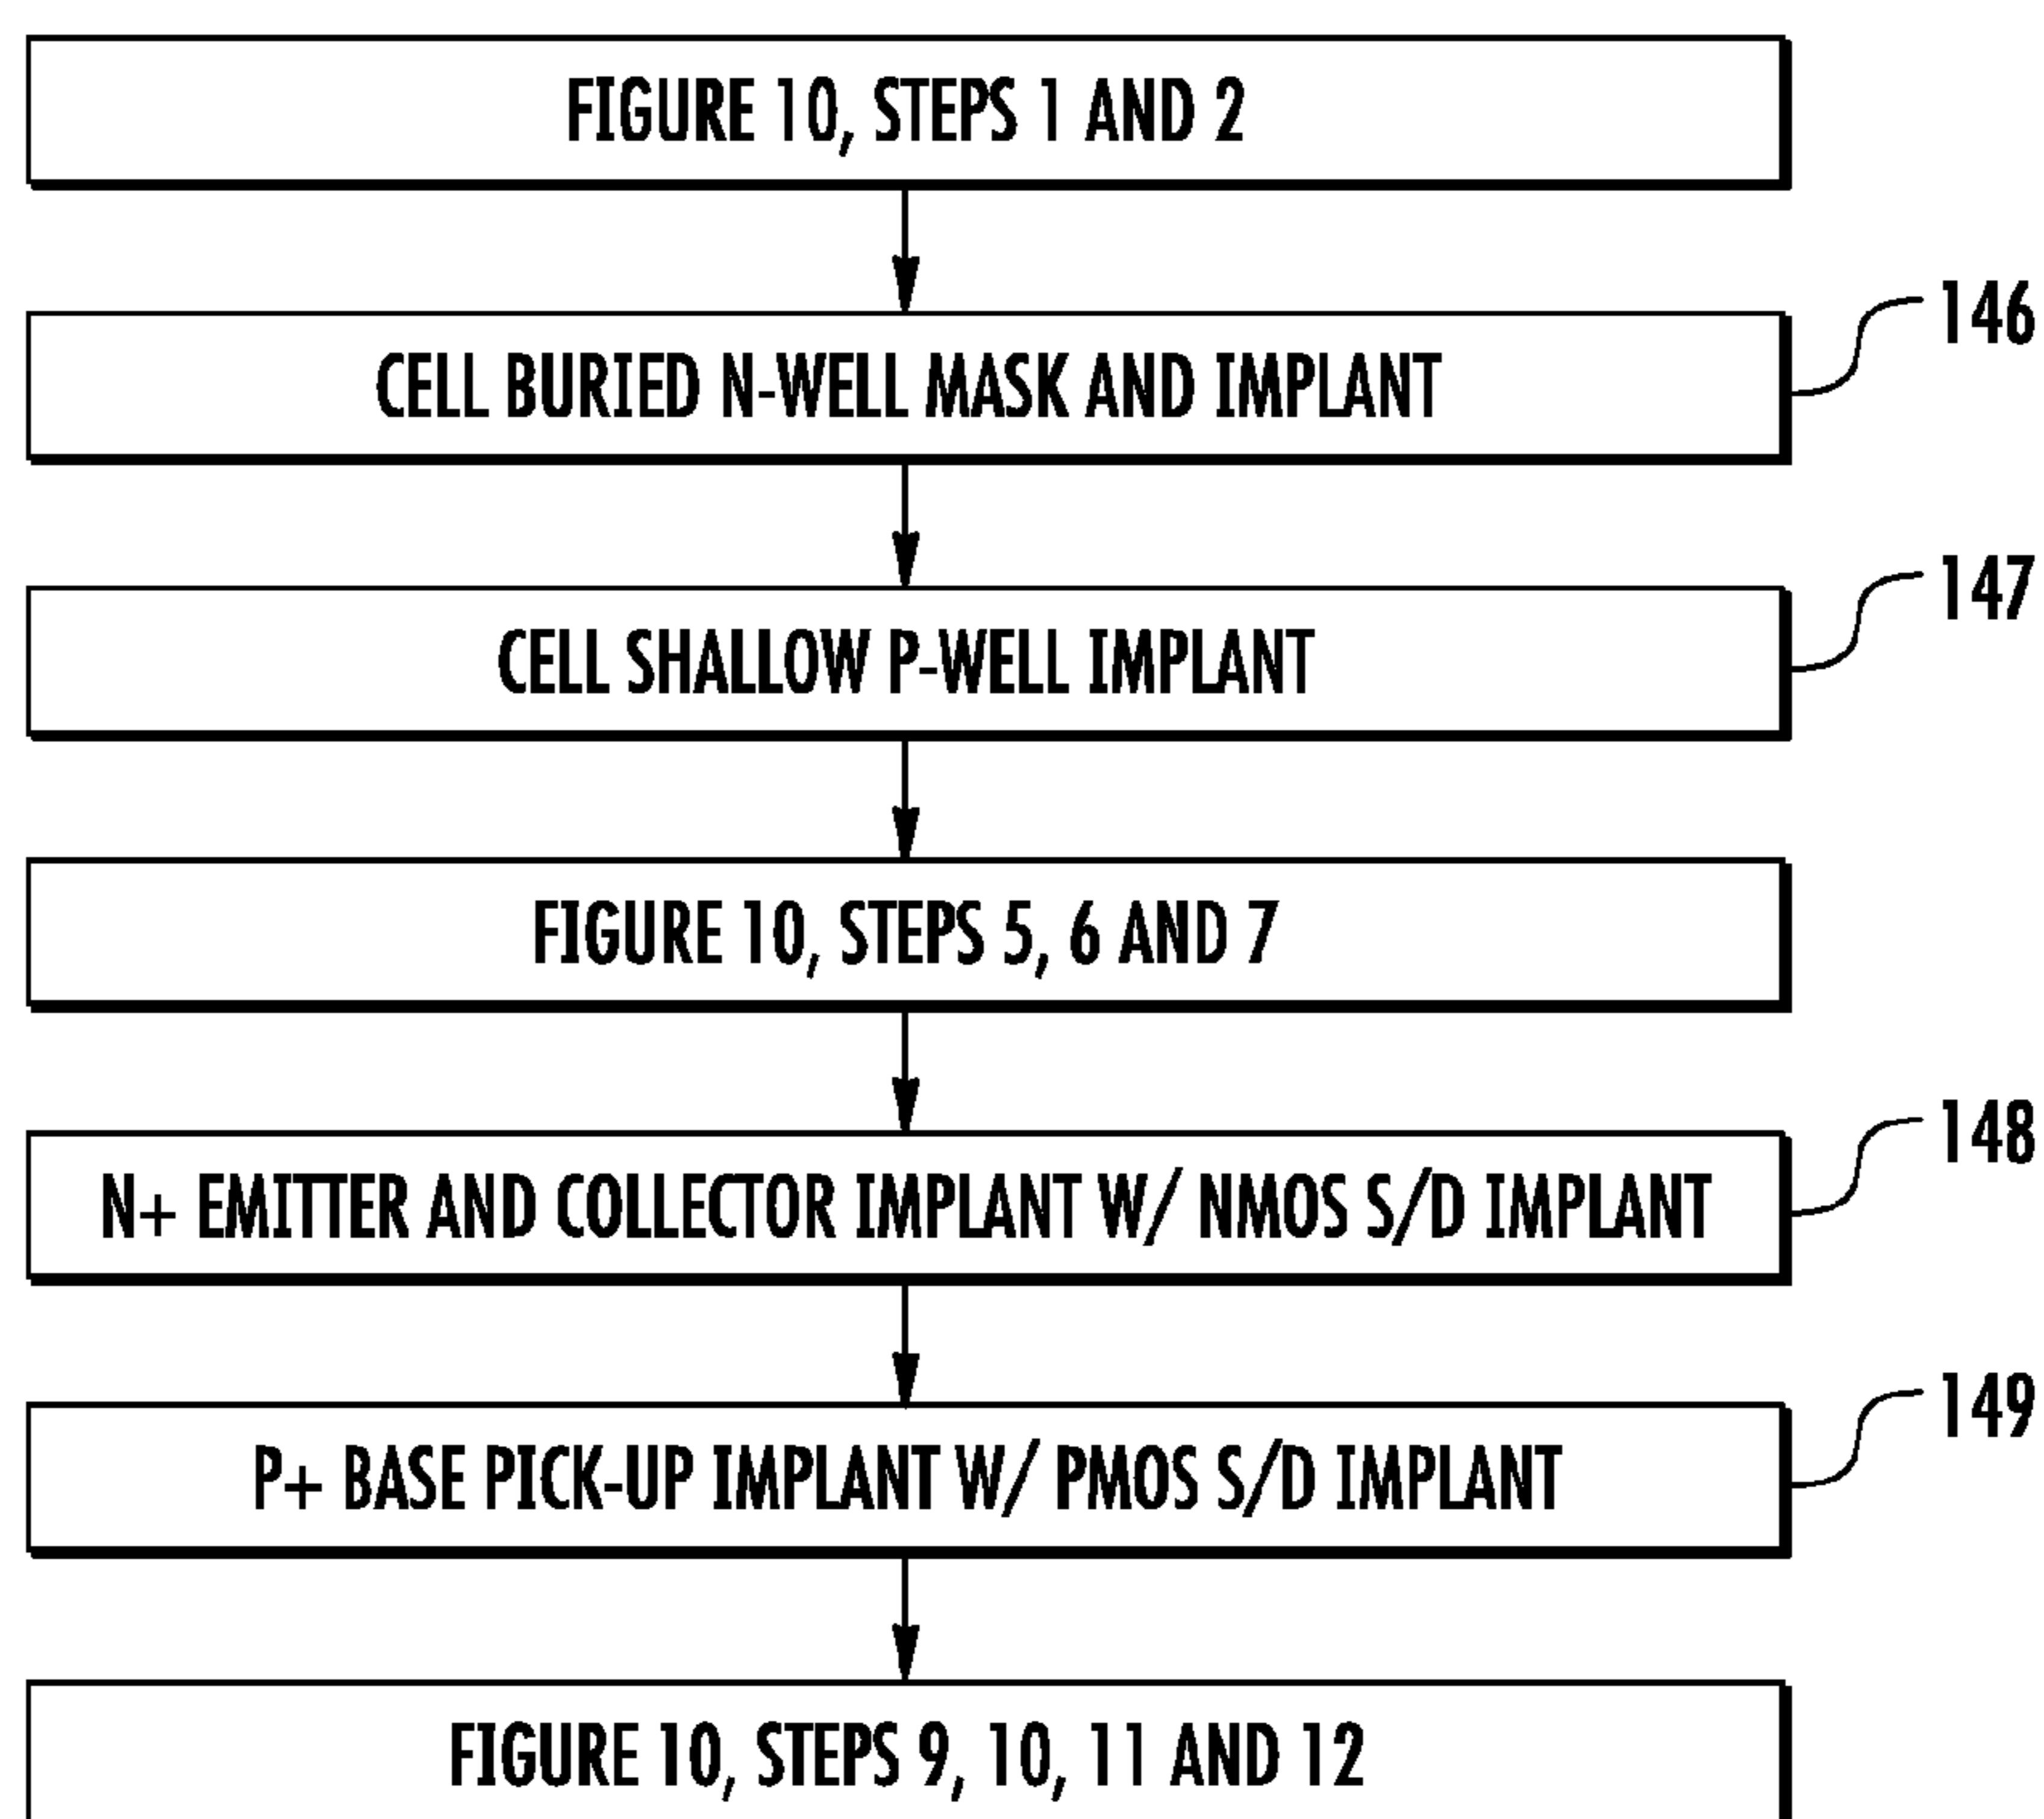 FIGURE 10, STEPS 1 AND 2
146
CELL BURIED N-WELL MASK AND IMPLANT
147
CELL SHALLOW P-WELL IMPLANT
FIGURE 10, STEPS 5, 6 AND 7
148
N+ EMITTER AND COLLECTOR IMPLANT W/ NMOS S/D IMPLANT
149
P+ BASE PICK-UP IMPLANT W/ PMOS S/D IMPLANT
FIGURE 10, STEPS 9, 10, 11 AND 12